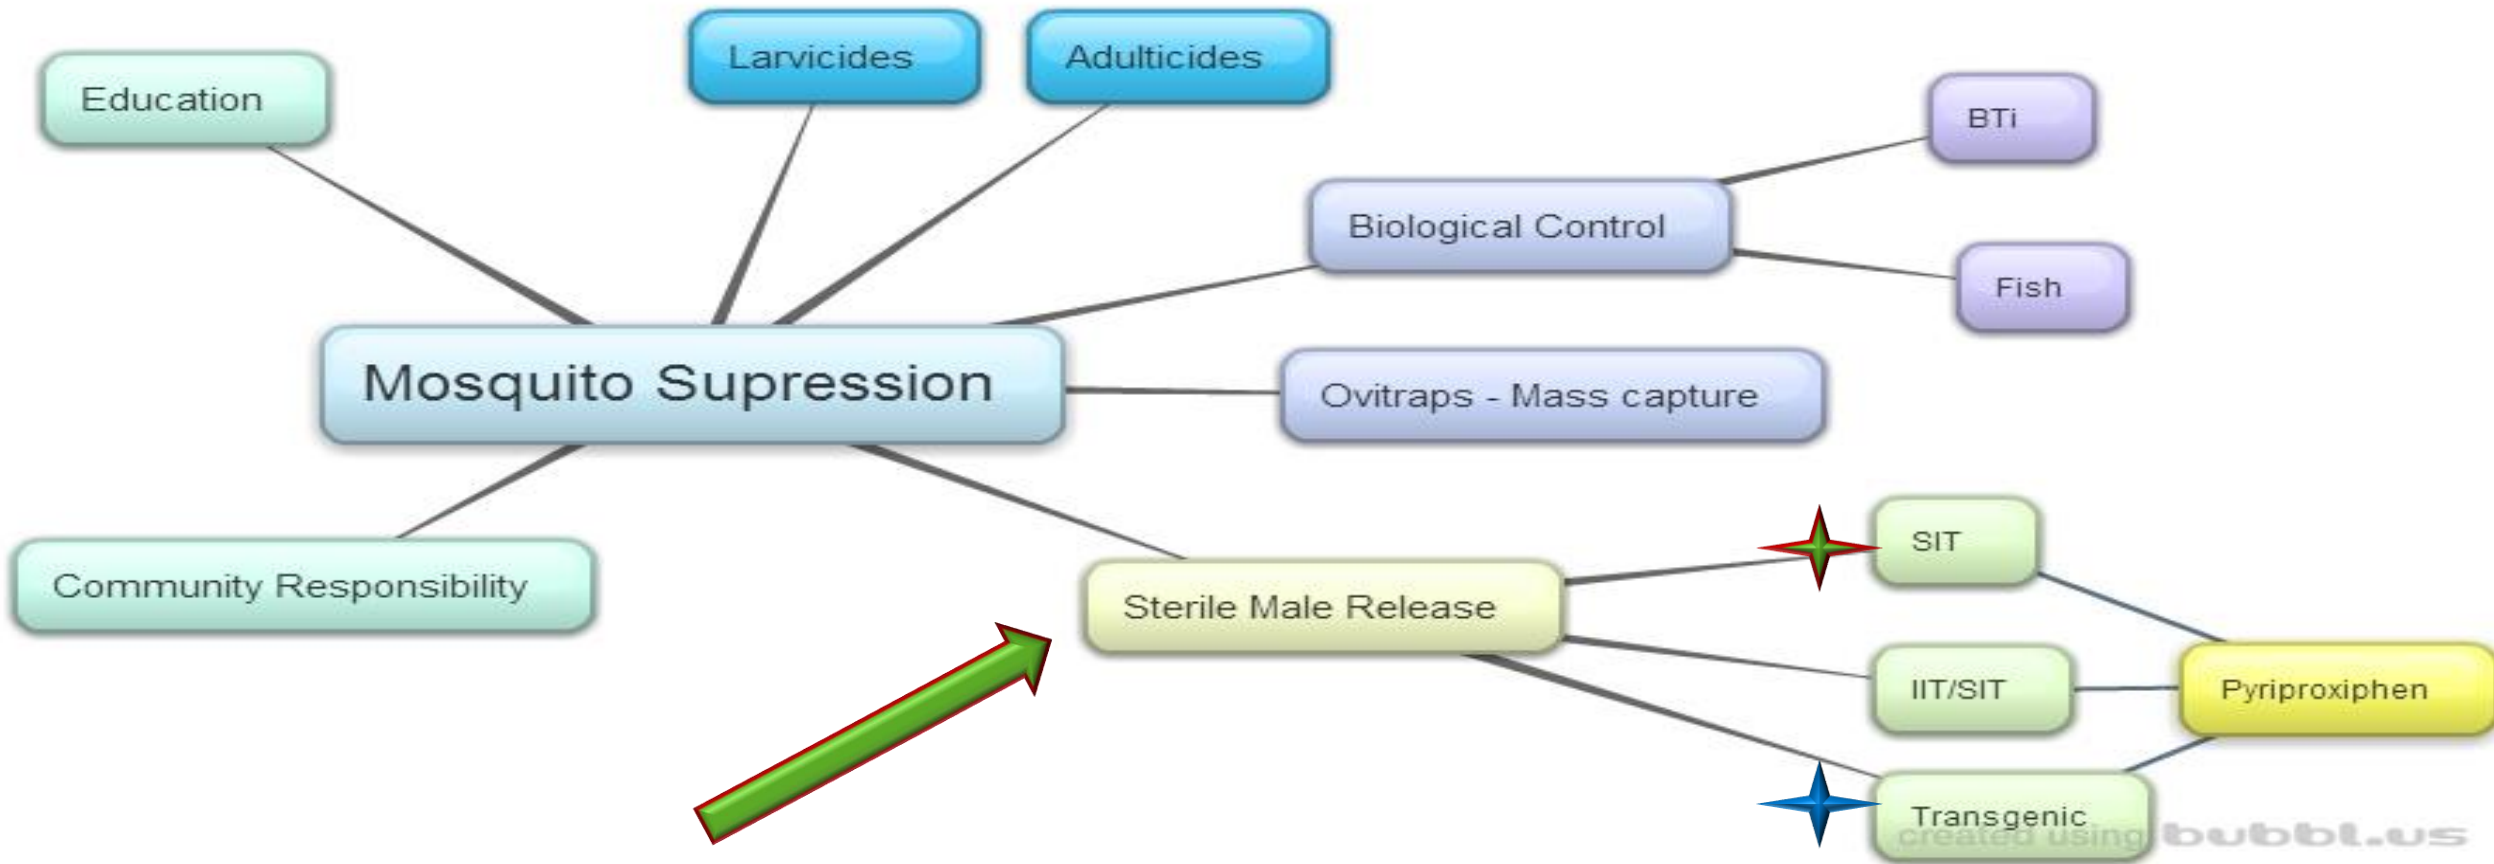 Larvicides
Adulticides
Education
BTi
Biological Control
Fish
Mosquito Supression
Ovitraps - Mass capture
SIT
Community Responsibility
Sterile Male Release
IIT/SIT
Pyriproxiphen
Transgenic
created using bubbl.us